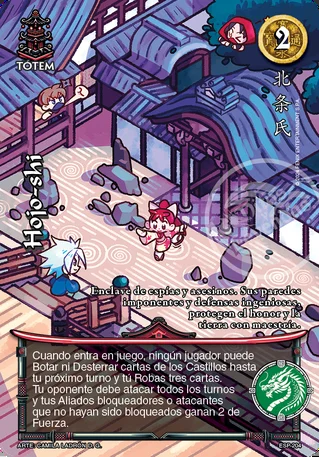 TÓTEM
2
北条氏
Hojo-shi
Enclave de espías y asesinos. Sus paredes
imponentes y defensas ingeniosas,
protegen el honor y la
tierra con maestría.
Cuando entra en juego, ningún jugador puede
Botar ni Desterrar cartas de los Castillos hasta
tu próximo turno y tú Robas tres cartas.
Tu oponente debe atacar todos los turnos
y tus Aliados bloqueadores o atacantes
que no hayan sido bloqueados ganan 2 de
Fuerza.
ARTE: CAMILA LADRÓN D. G.
ESP-204